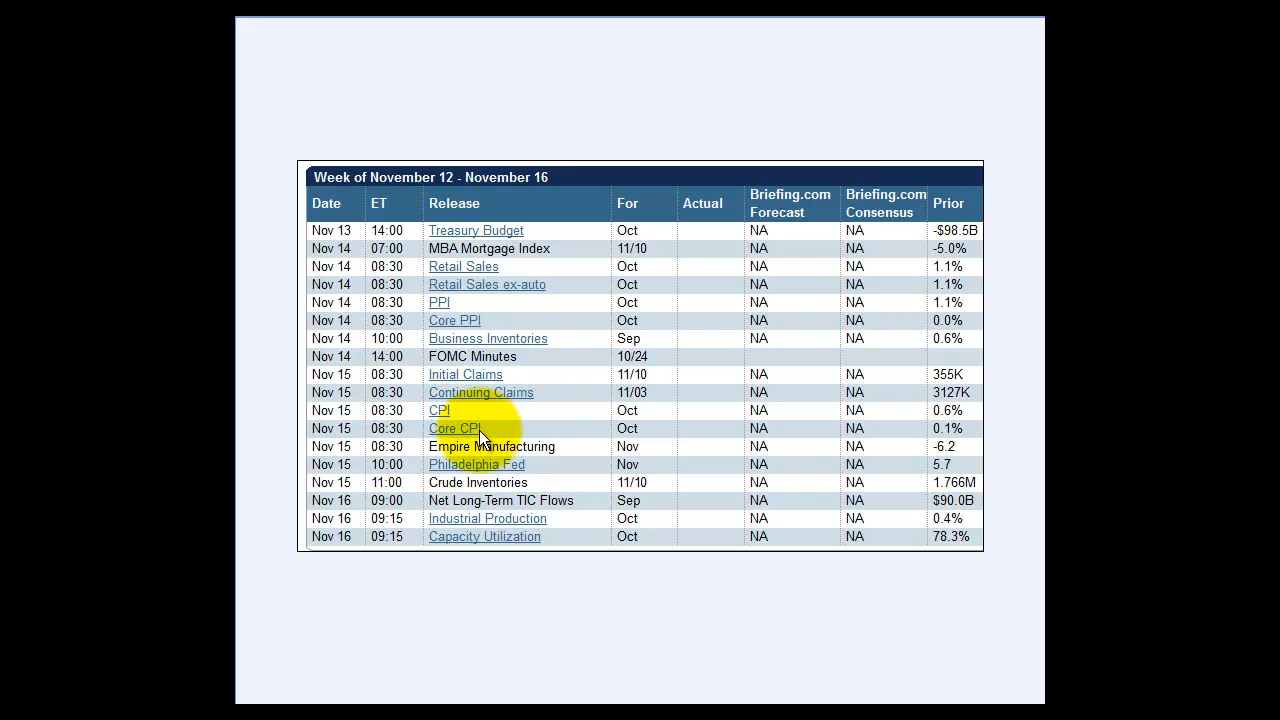 Week of November 12 - November 16
Date ET Release For Actual Briefing.com Forecast Briefing.com Consensus Prior
Nov 13 14:00 Treasury Budget Oct NA NA -$98.5B
Nov 14 07:00 MBA Mortgage Index 11/10 NA NA -5.0%
Nov 14 08:30 Retail Sales Oct NA NA 1.1%
Nov 14 08:30 Retail Sales ex-auto Oct NA NA 1.1%
Nov 14 08:30 PPI Oct NA NA 1.1%
Nov 14 08:30 Core PPI Oct NA NA 0.0%
Nov 14 10:00 Business Inventories Sep NA NA 0.6%
Nov 14 14:00 FOMC Minutes 10/24
Nov 15 08:30 Initial Claims 11/10 NA NA 355K
Nov 15 08:30 Continuing Claims 11/03 NA NA 3127K
Nov 15 08:30 CPI Oct NA NA 0.6%
Nov 15 08:30 Core CPI Oct NA NA 0.1%
Nov 15 08:30 Empire Manufacturing Nov NA NA -6.2
Nov 15 10:00 Philadelphia Fed Nov NA NA 5.7
Nov 15 11:00 Crude Inventories 11/10 NA NA 1.766M
Nov 16 09:00 Net Long-Term TIC Flows Sep NA NA $90.0B
Nov 16 09:15 Industrial Production Oct NA NA 0.4%
Nov 16 09:15 Capacity Utilization Oct NA NA 78.3%